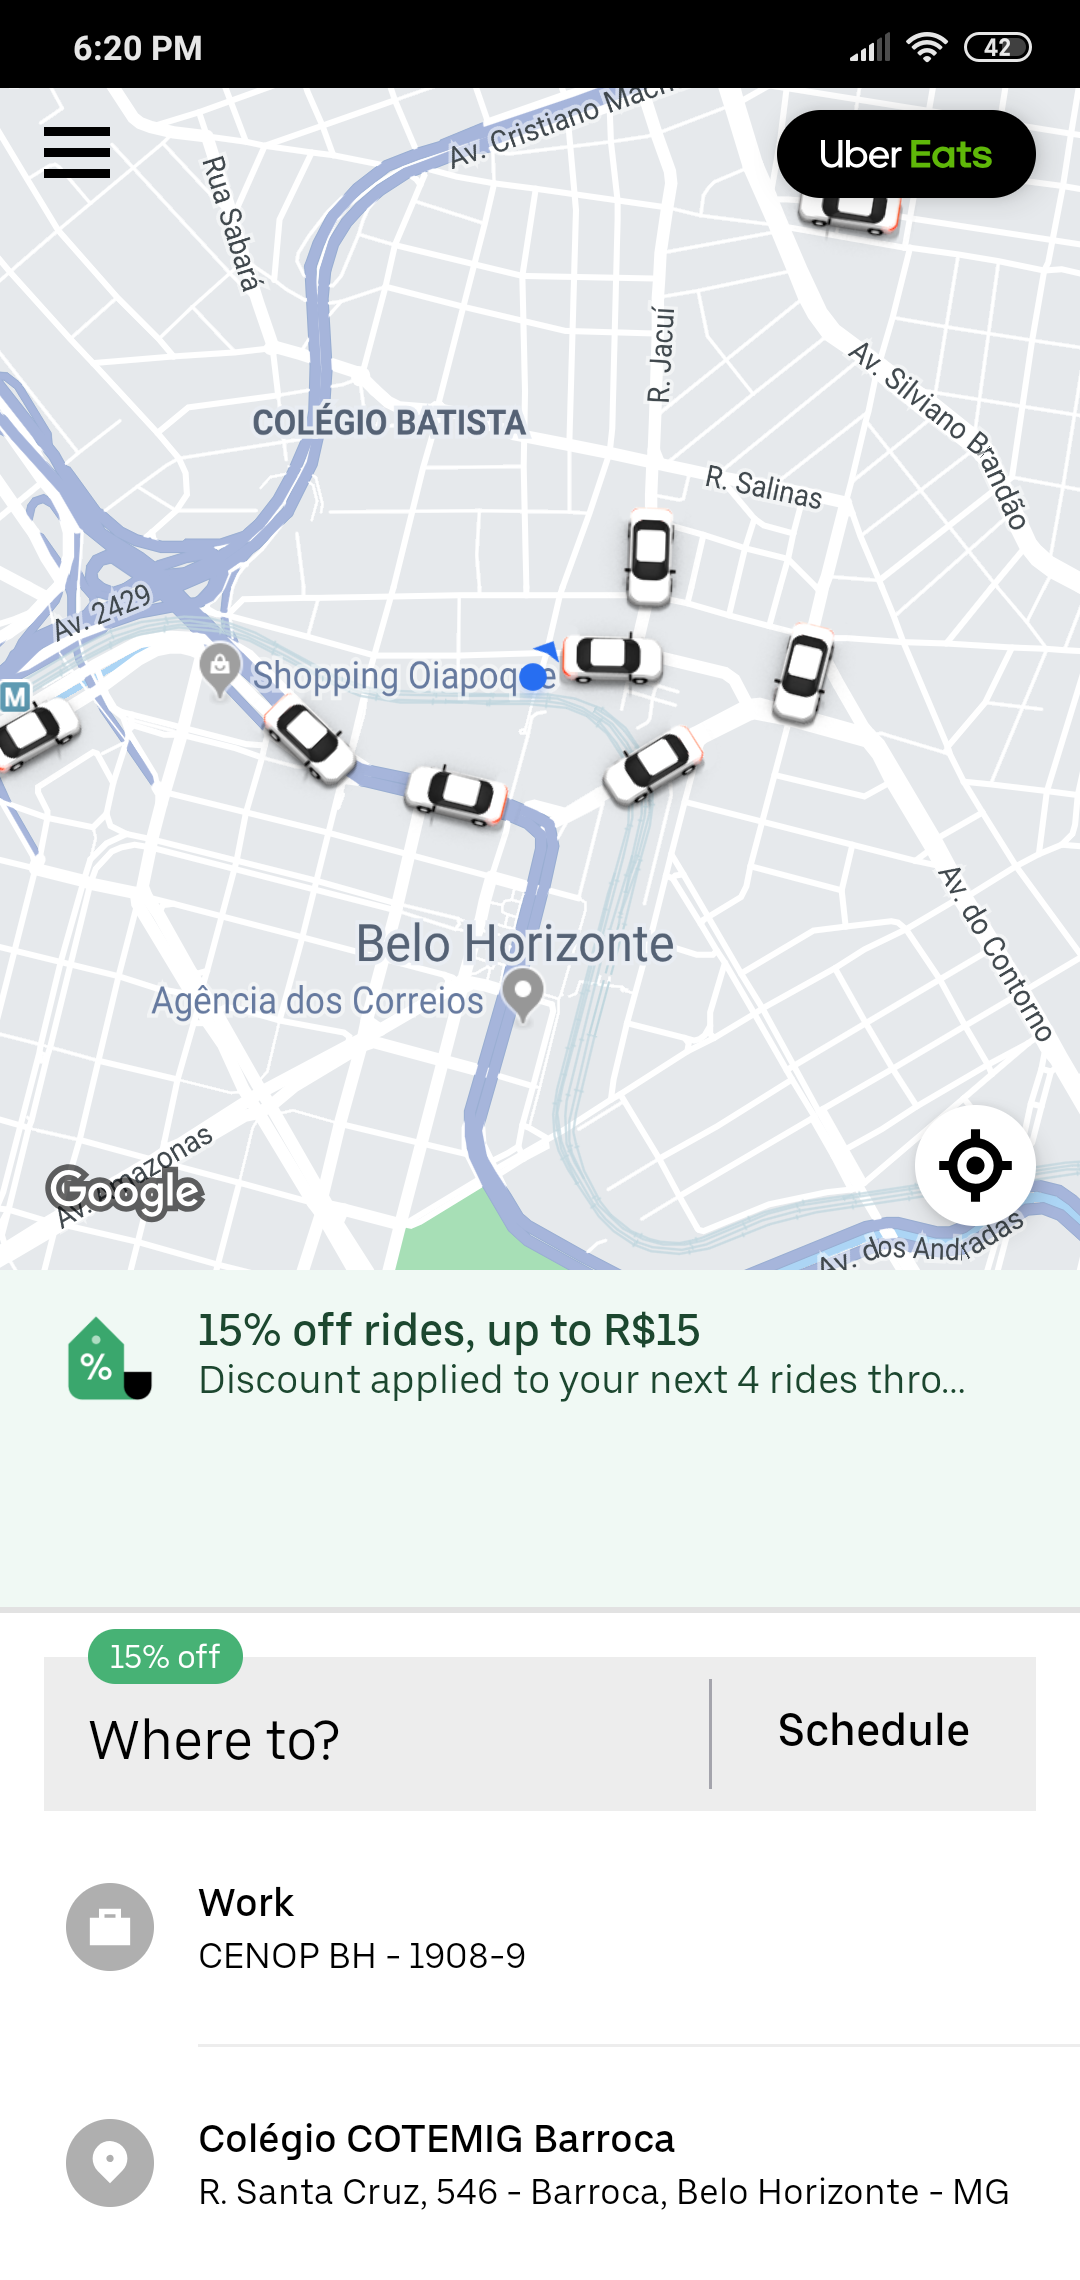 6:20 PM
42
Av. Cristiano Mach
Uber Eats
Rua Sabará
R. Jacuí
Av. Silviano Brandão
COLÉGIO BATISTA
R. Salinas
Av. 2429
Shopping Oiapoque
M
Av. do Contorno
Belo Horizonte
Agência dos Correios
Av. Amazonas
Google
Av. dos Andradas
15% off rides, up to R$15
Discount applied to your next 4 rides thro...
15% off
Where to?
Schedule
Work
CENOP BH - 1908-9
Colégio COTEMIG Barroca
R. Santa Cruz, 546 - Barroca, Belo Horizonte - MG